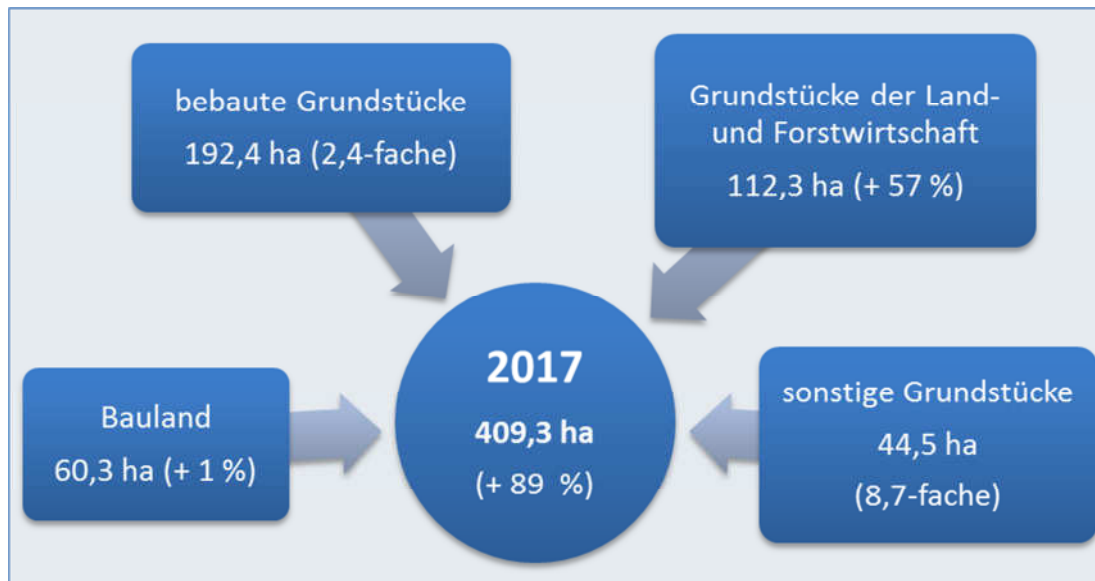 bebaute Grundstücke
192,4 ha (2,4-fache)
Grundstücke der Land-
und Forstwirtschaft
112,3 ha (+ 57 %)
2017
409,3 ha
(+ 89 %)
Bauland
60,3 ha (+ 1 %)
sonstige Grundstücke
44,5 ha
(8,7-fache)